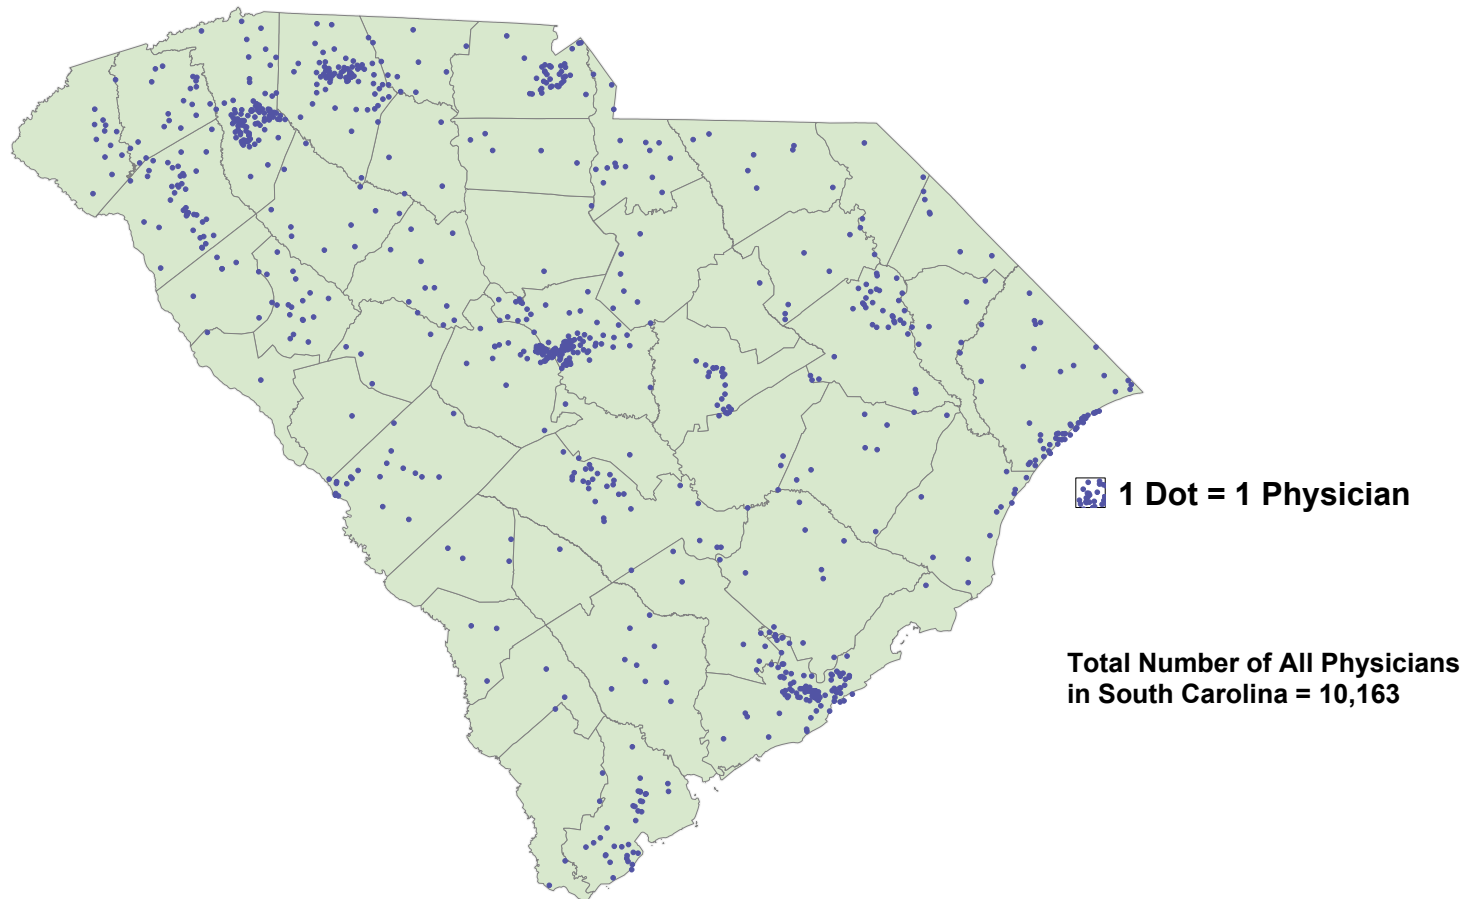 1 Dot = 1 Physician
Total Number of All Physicians
in South Carolina = 10,163